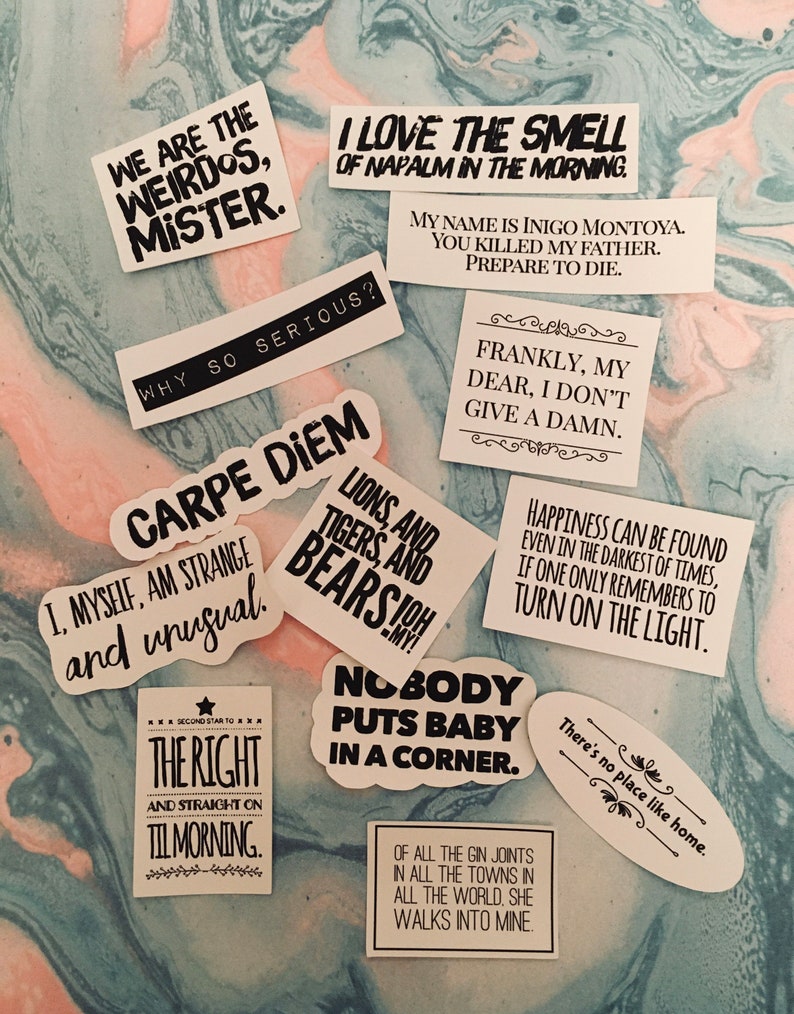 WE ARE THE
WEIRDOS,
MISTER.
I LOVE THE SMELL
OF NAPALM IN THE MORNING.
MY NAME IS INIGO MONTOYA.
YOU KILLED MY FATHER.
PREPARE TO DIE.
WHY SO SERIOUS?
FRANKLY, MY
DEAR, I DON'T
GIVE A DAMN.
CARPE DIEM
LIONS, AND
TIGERS, AND
BEARS! OH
MY!
HAPPINESS CAN BE FOUND
EVEN IN THE DARKEST OF TIMES,
IF ONE ONLY REMEMBERS TO
TURN ON THE LIGHT.
I, MYSELF, AM STRANGE
and unusual.
NOBODY
PUTS BABY
IN A CORNER.
SECOND STAR TO
THE RIGHT
AND STRAIGHT ON
TIL MORNING.
There's no place like home.
OF ALL THE GIN JOINTS
IN ALL THE TOWNS IN
ALL THE WORLD, SHE
WALKS INTO MINE.